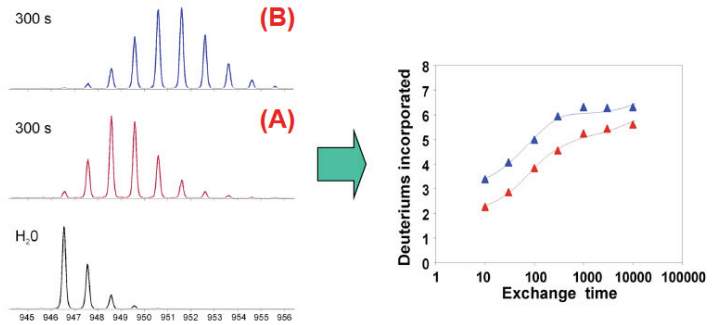 300 s
(B)
300 s
(A)
H20
945 946 947 948 949 950 951 952 953 954 955 956
Deuteriums incorporated
8
7
6
5
4
3
2
1
0
1 10 100 1000 10000 100000
Exchange time